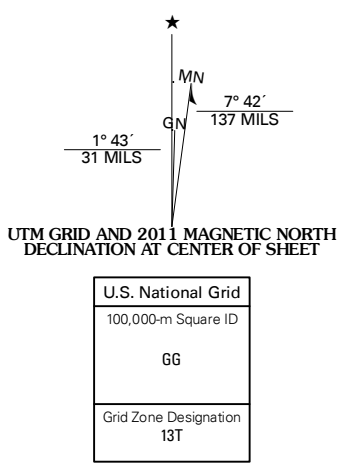 ★
MN
7° 42´
137 MILS
GN
1° 43´
31 MILS
UTM GRID AND 2011 MAGNETIC NORTH
DECLINATION AT CENTER OF SHEET
U.S. National Grid
100,000-m Square ID
GG
Grid Zone Designation
13T